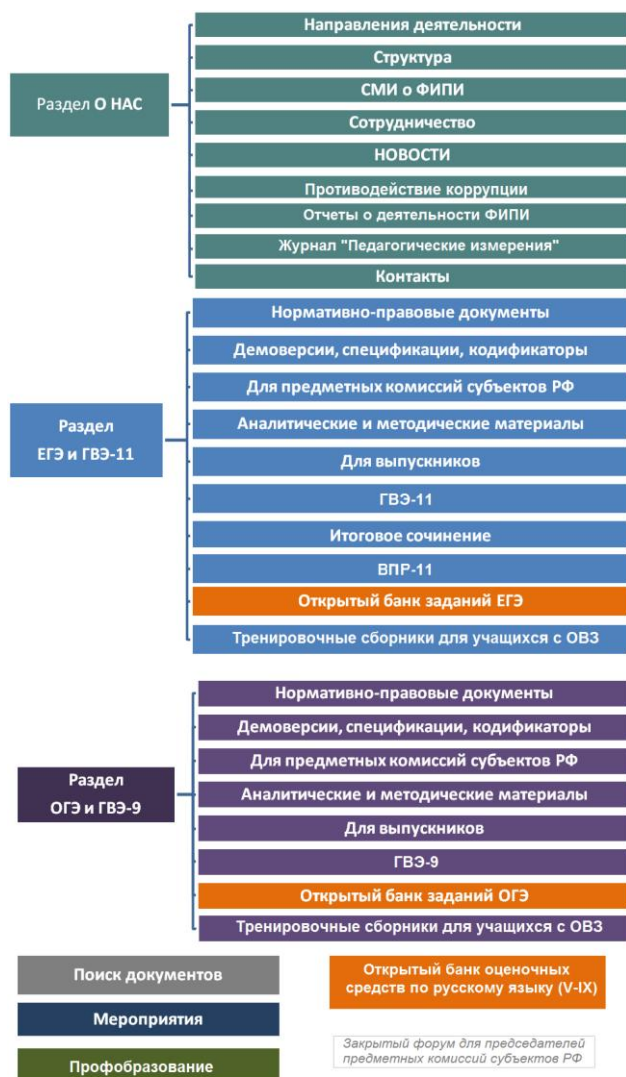 Раздел О НАС
Направления деятельности
Структура
СМИ о ФИПИ
Сотрудничество
НОВОСТИ
Противодействие коррупции
Отчеты о деятельности ФИПИ
Журнал "Педагогические измерения"
Контакты
Раздел
ЕГЭ и ГВЭ-11
Нормативно-правовые документы
Демоверсии, спецификации, кодификаторы
Для предметных комиссий субъектов РФ
Аналитические и методические материалы
Для выпускников
ГВЭ-11
Итоговое сочинение
ВПР-11
Открытый банк заданий ЕГЭ
Тренировочные сборники для учащихся с ОВЗ
Раздел
ОГЭ и ГВЭ-9
Нормативно-правовые документы
Демоверсии, спецификации, кодификаторы
Для предметных комиссий субъектов РФ
Аналитические и методические материалы
Для выпускников
ГВЭ-9
Открытый банк заданий ОГЭ
Тренировочные сборники для учащихся с ОВЗ
Поиск документов
Мероприятия
Профобразование
Открытый банк оценочных
средств по русскому языку (V-IX)
Закрытый форум для председателей
предметных комиссий субъектов РФ